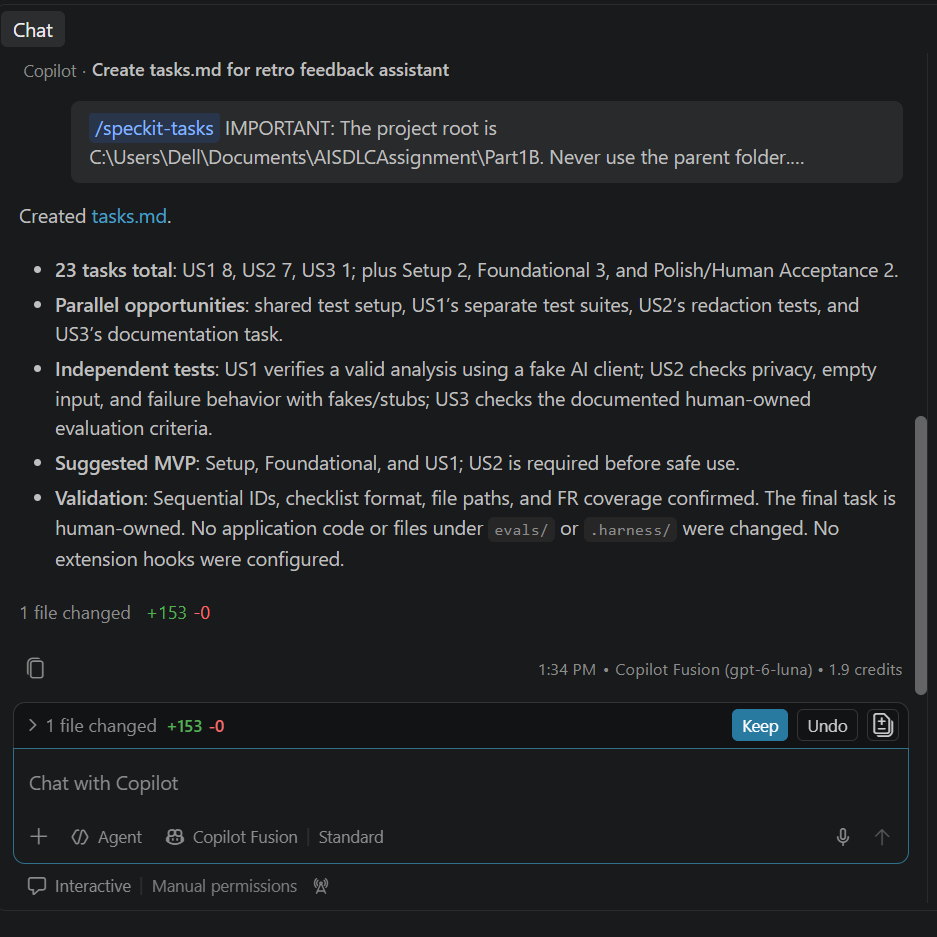 Chat
Copilot · Create tasks.md for retro feedback assistant
/speckit-tasks IMPORTANT: The project root is
C:\Users\Dell\Documents\AISDLCAssignment\Part1B. Never use the parent folder....
Created tasks.md.
• 23 tasks total: US1 8, US2 7, US3 1; plus Setup 2, Foundational 3, and Polish/Human Acceptance 2.
• Parallel opportunities: shared test setup, US1’s separate test suites, US2’s redaction tests, and
US3’s documentation task.
• Independent tests: US1 verifies a valid analysis using a fake AI client; US2 checks privacy, empty
input, and failure behavior with fakes/stubs; US3 checks the documented human-owned
evaluation criteria.
• Suggested MVP: Setup, Foundational, and US1; US2 is required before safe use.
• Validation: Sequential IDs, checklist format, file paths, and FR coverage confirmed. The final task is
human-owned. No application code or files under evals/ or .harness/ were changed. No
extension hooks were configured.
1 file changed +153 -0
1:34 PM • Copilot Fusion (gpt-6-luna) • 1.9 credits
1 file changed +153 -0 Keep Undo
Chat with Copilot
Agent Copilot Fusion Standard
Interactive Manual permissions